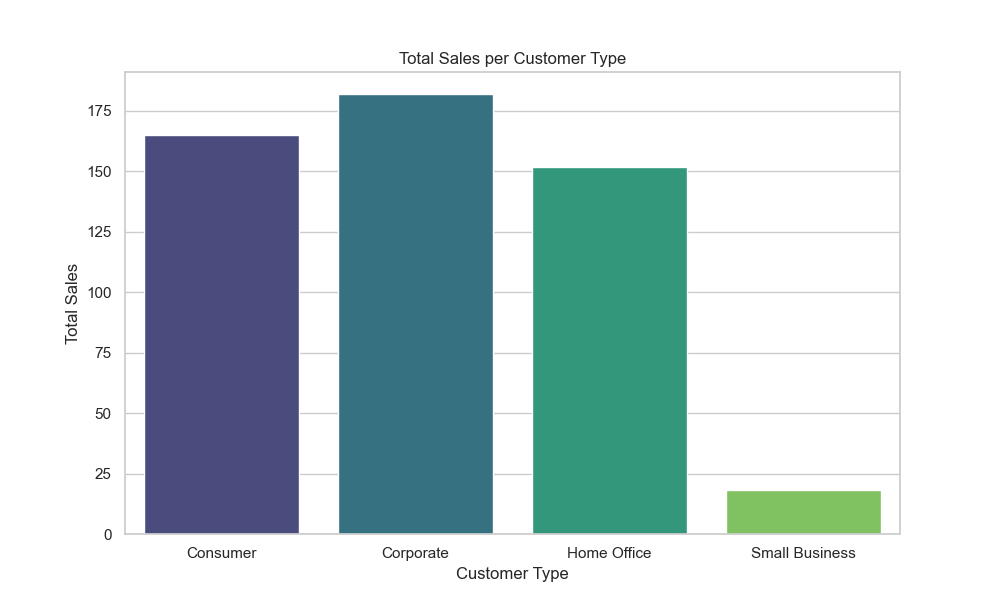 Total Sales per Customer Type
Total Sales
175
150
125
100
75
50
25
0
Consumer
Corporate
Home Office
Small Business
Customer Type